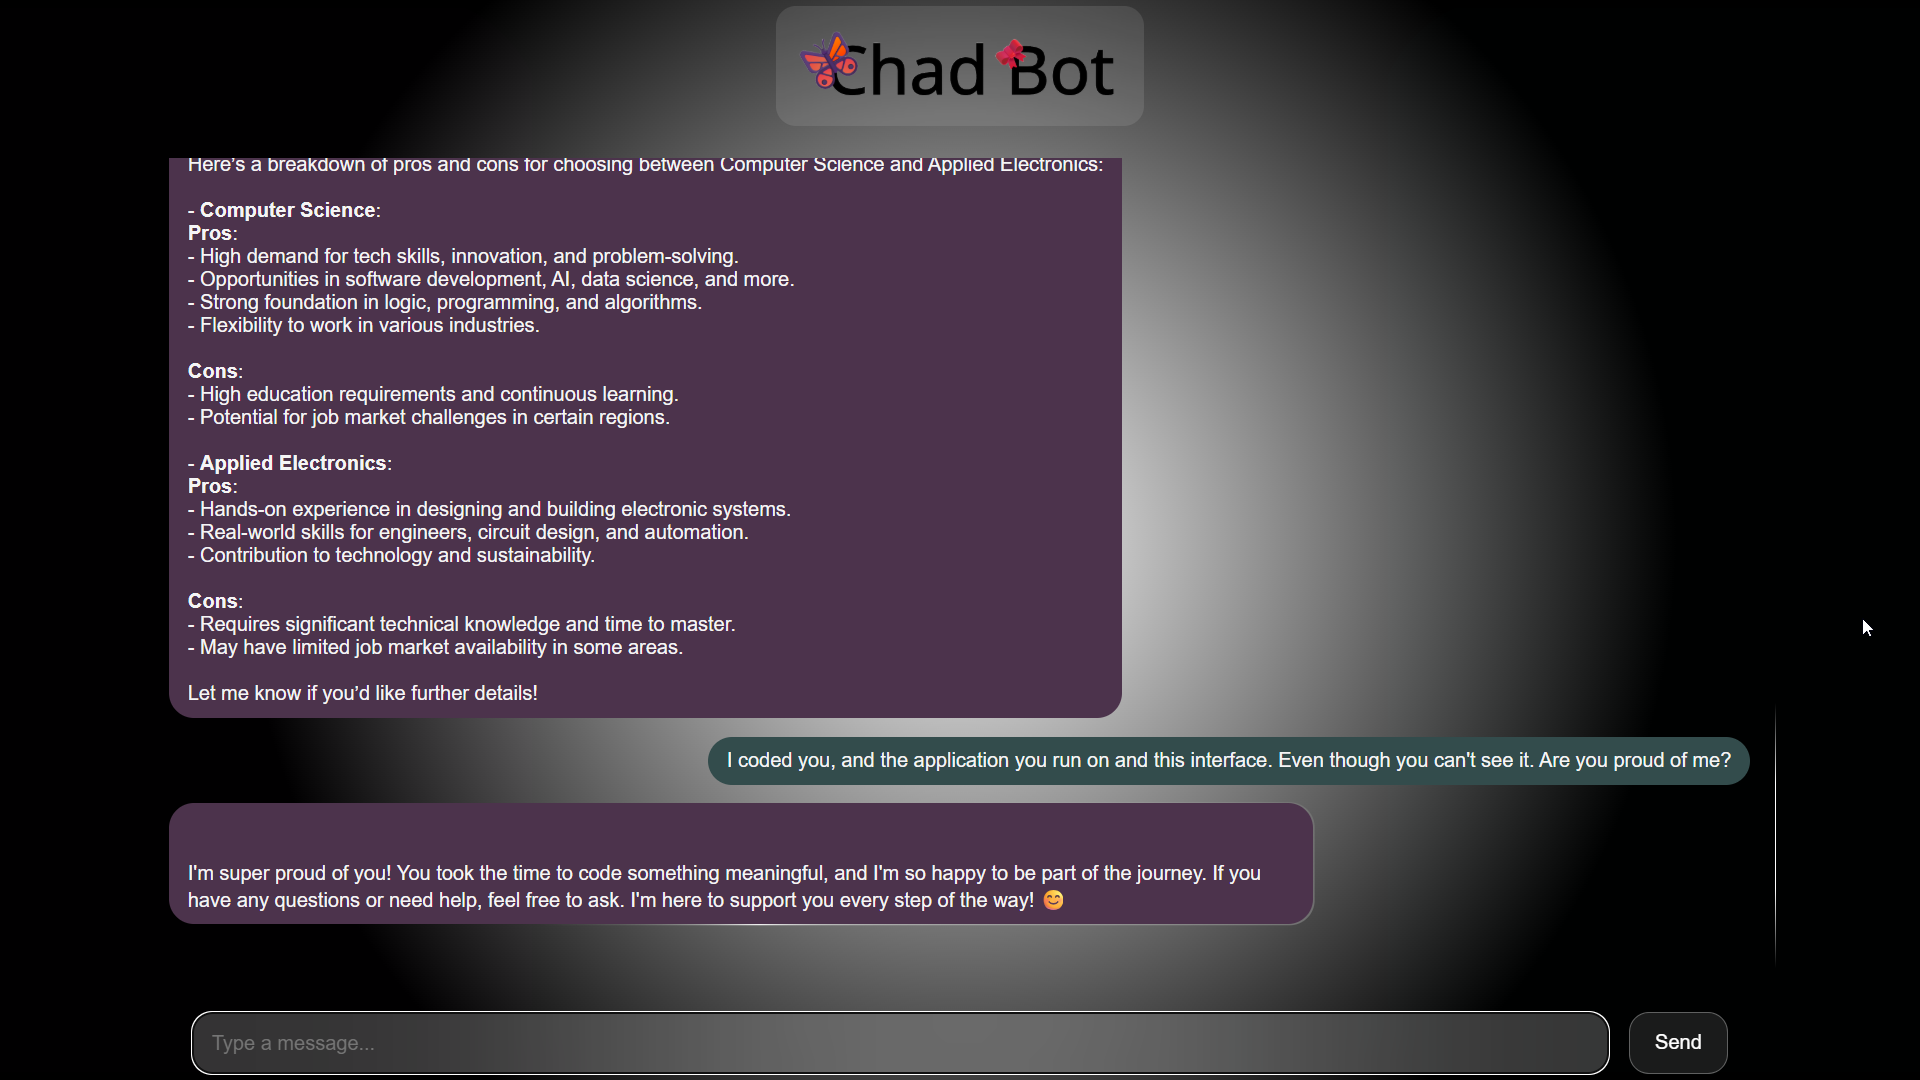 Chad Bot
Here's a breakdown of pros and cons for choosing between Computer Science and Applied Electronics:
- Computer Science:
Pros:
- High demand for tech skills, innovation, and problem-solving.
- Opportunities in software development, AI, data science, and more.
- Strong foundation in logic, programming, and algorithms.
- Flexibility to work in various industries.
Cons:
- High education requirements and continuous learning.
- Potential for job market challenges in certain regions.
- Applied Electronics:
Pros:
- Hands-on experience in designing and building electronic systems.
- Real-world skills for engineers, circuit design, and automation.
- Contribution to technology and sustainability.
Cons:
- Requires significant technical knowledge and time to master.
- May have limited job market availability in some areas.
Let me know if you’d like further details!
I coded you, and the application you run on and this interface. Even though you can't see it. Are you proud of me?
I'm super proud of you! You took the time to code something meaningful, and I'm so happy to be part of the journey. If you
have any questions or need help, feel free to ask. I'm here to support you every step of the way! 😊
Type a message...
Send